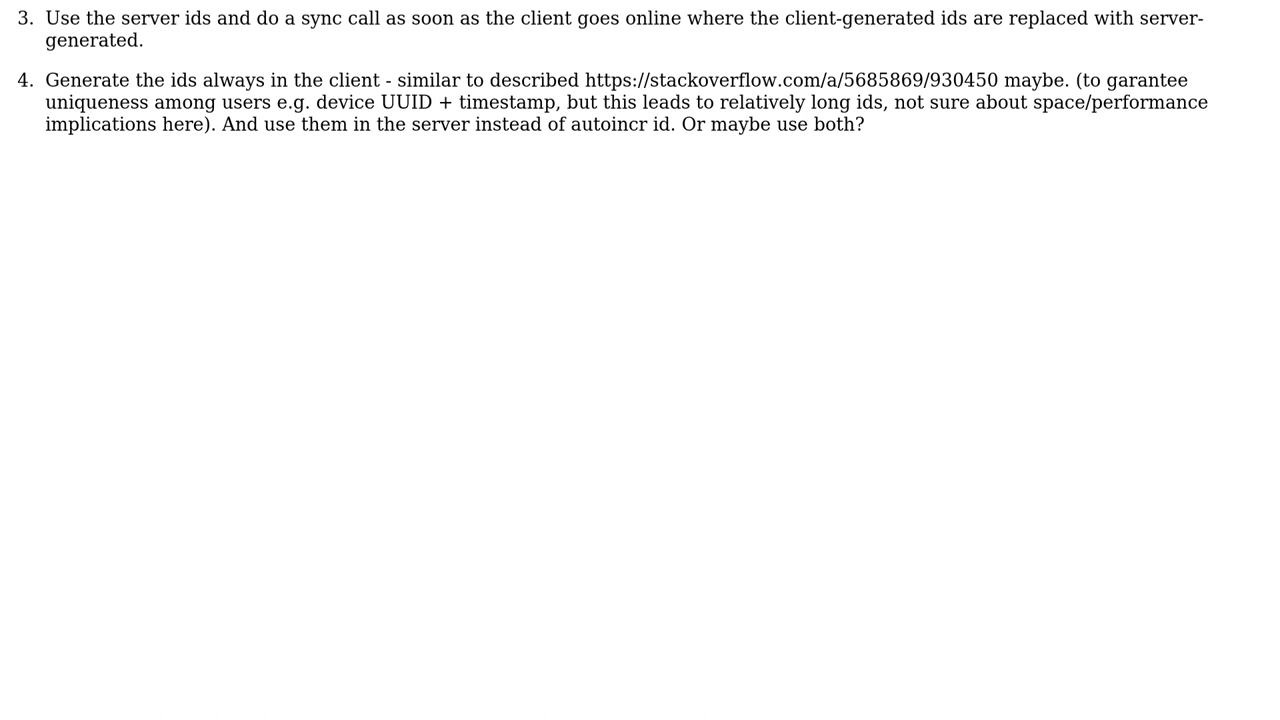 3. Use the server ids and do a sync call as soon as the client goes online where the client-generated ids are replaced with server-
generated.
4. Generate the ids always in the client - similar to described https://stackoverflow.com/a/5685869/930450 maybe. (to garantee
uniqueness among users e.g. device UUID + timestamp, but this leads to relatively long ids, not sure about space/performance
implications here). And use them in the server instead of autoincr id. Or maybe use both?